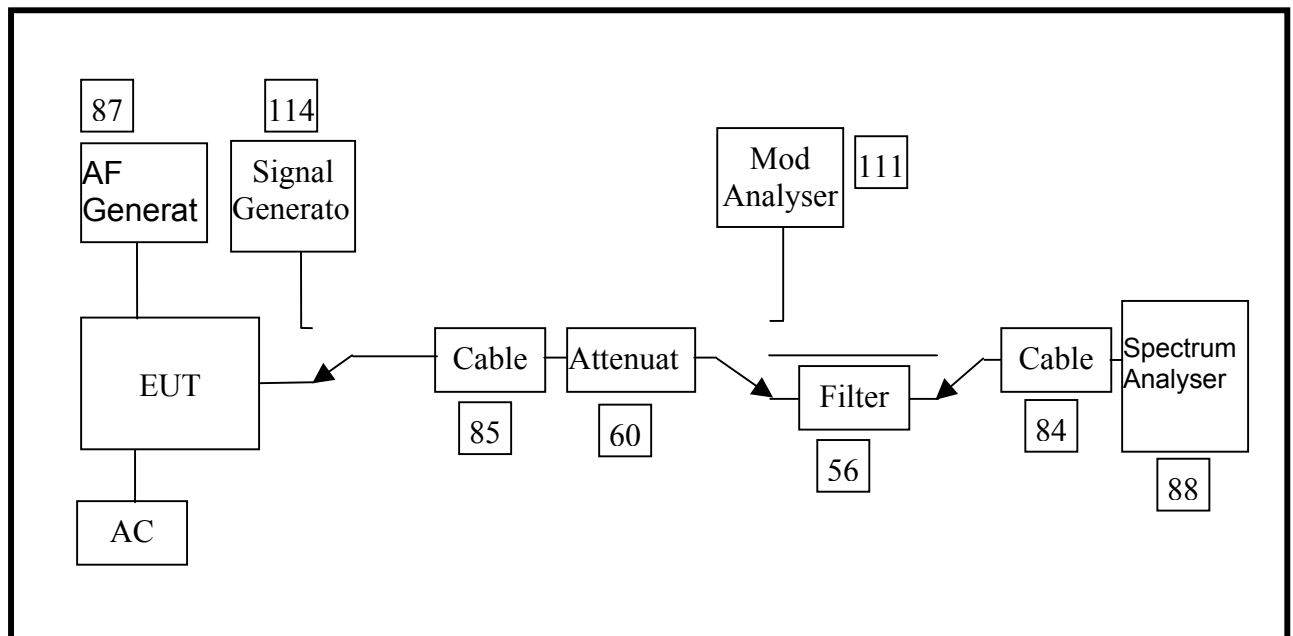 87
114
AF
Generat
Signal
Generato
Mod
Analyser
111
EUT
Cable
Attenuat
Filter
Cable
Spectrum
Analyser
85
60
56
84
88
AC